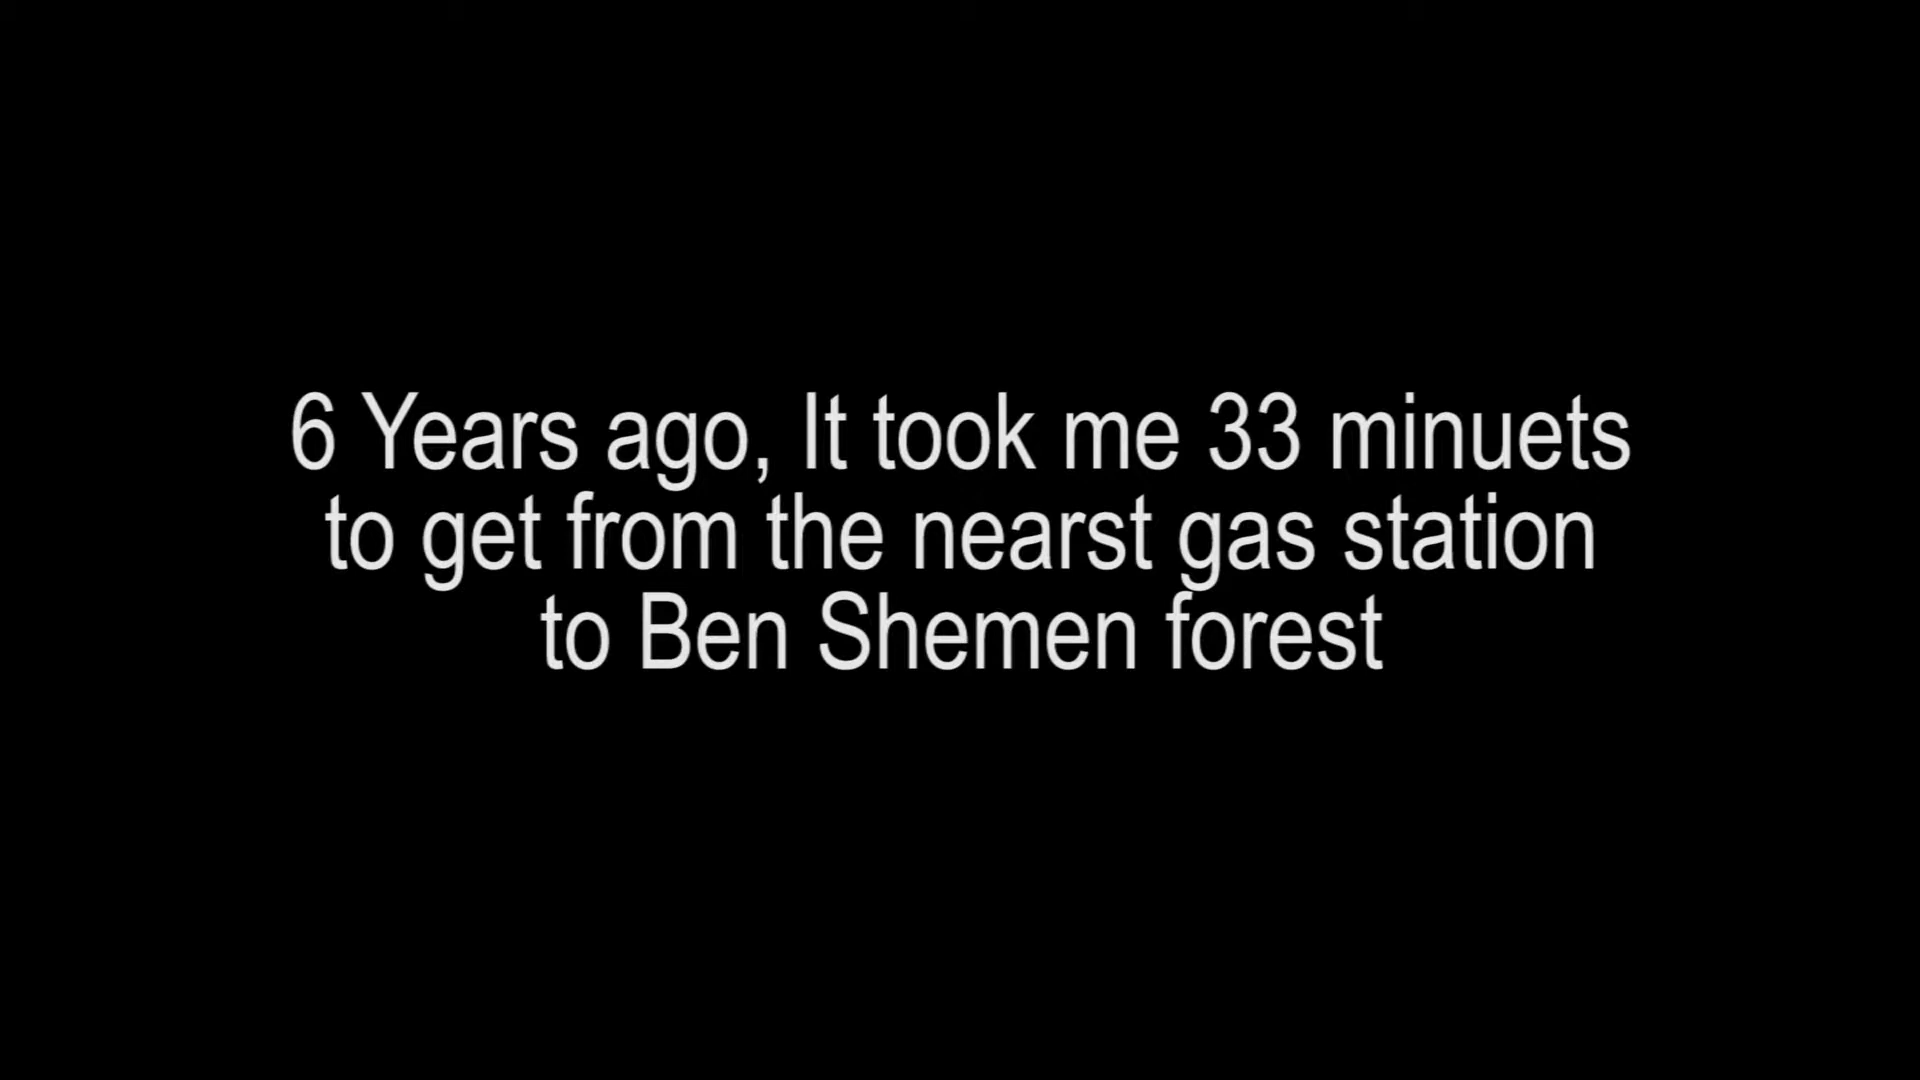 6 Years ago, It took me 33 minuets
to get from the nearst gas station
to Ben Shemen forest